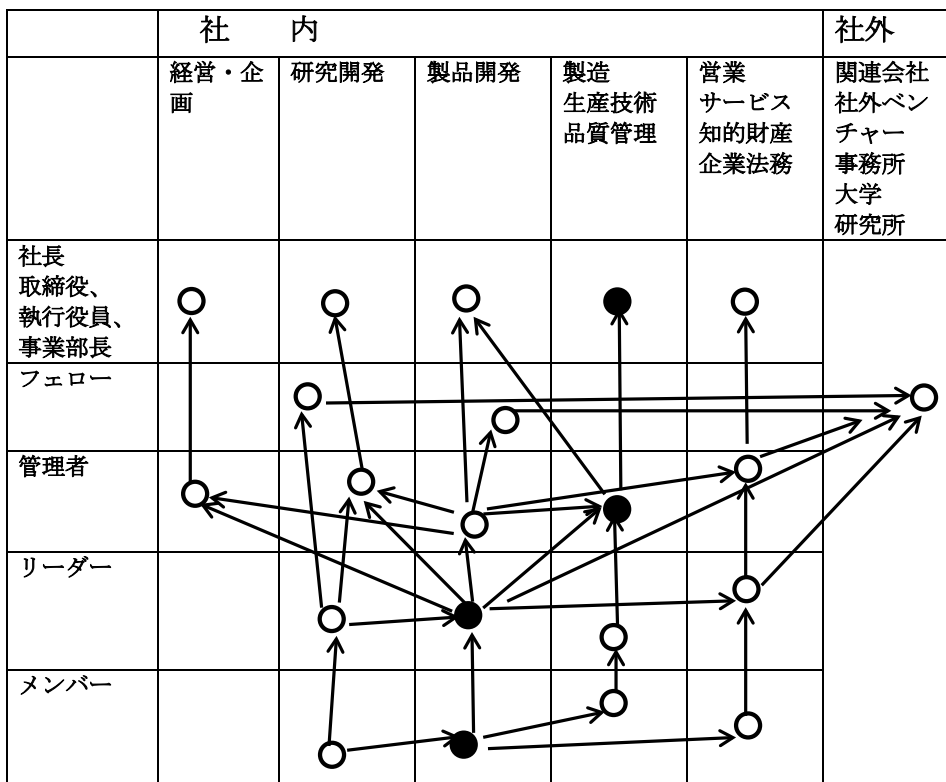 社　内
社外
経営・企
画
研究開発
製品開発
製造
生産技術
品質管理
営業
サービス
知的財産
企業法務
関連会社
社外ベン
チャー
事務所
大学
研究所
社長
取締役、
執行役員、
事業部長
フェロー
管理者
リーダー
メンバー